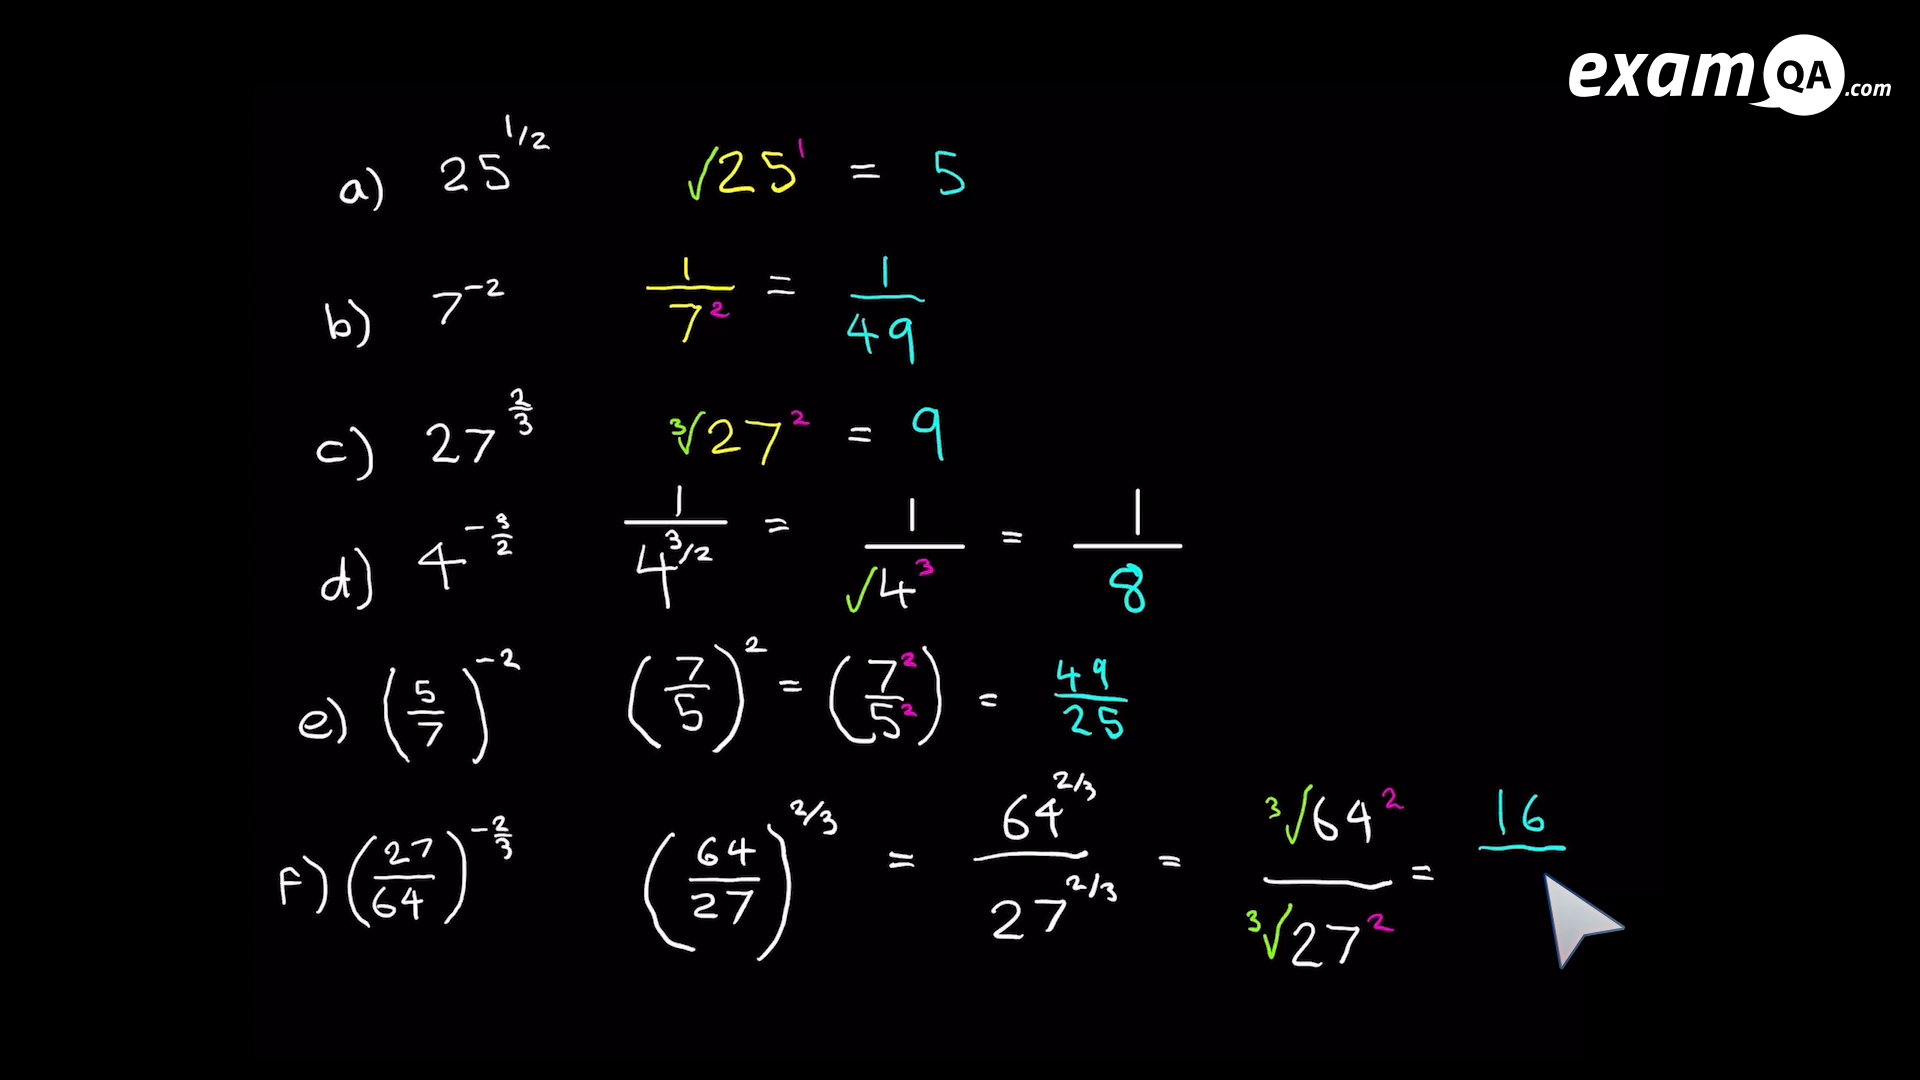 examQA.com
a) 25^1/2 √25^1 = 5
b) 7^-2 1/7^2 = 1/49
c) 27^2/3 ³√27^2 = 9
d) 4^-3/2 1/4^3/2 = 1/√4^3 = 1/8
e) (5/7)^-2 (7/5)^2 = (7^2/5^2) = 49/25
F) (27/64)^-2/3 (64/27)^2/3 = 64^2/3/27^2/3 = ³√64^2/³√27^2 = 16/